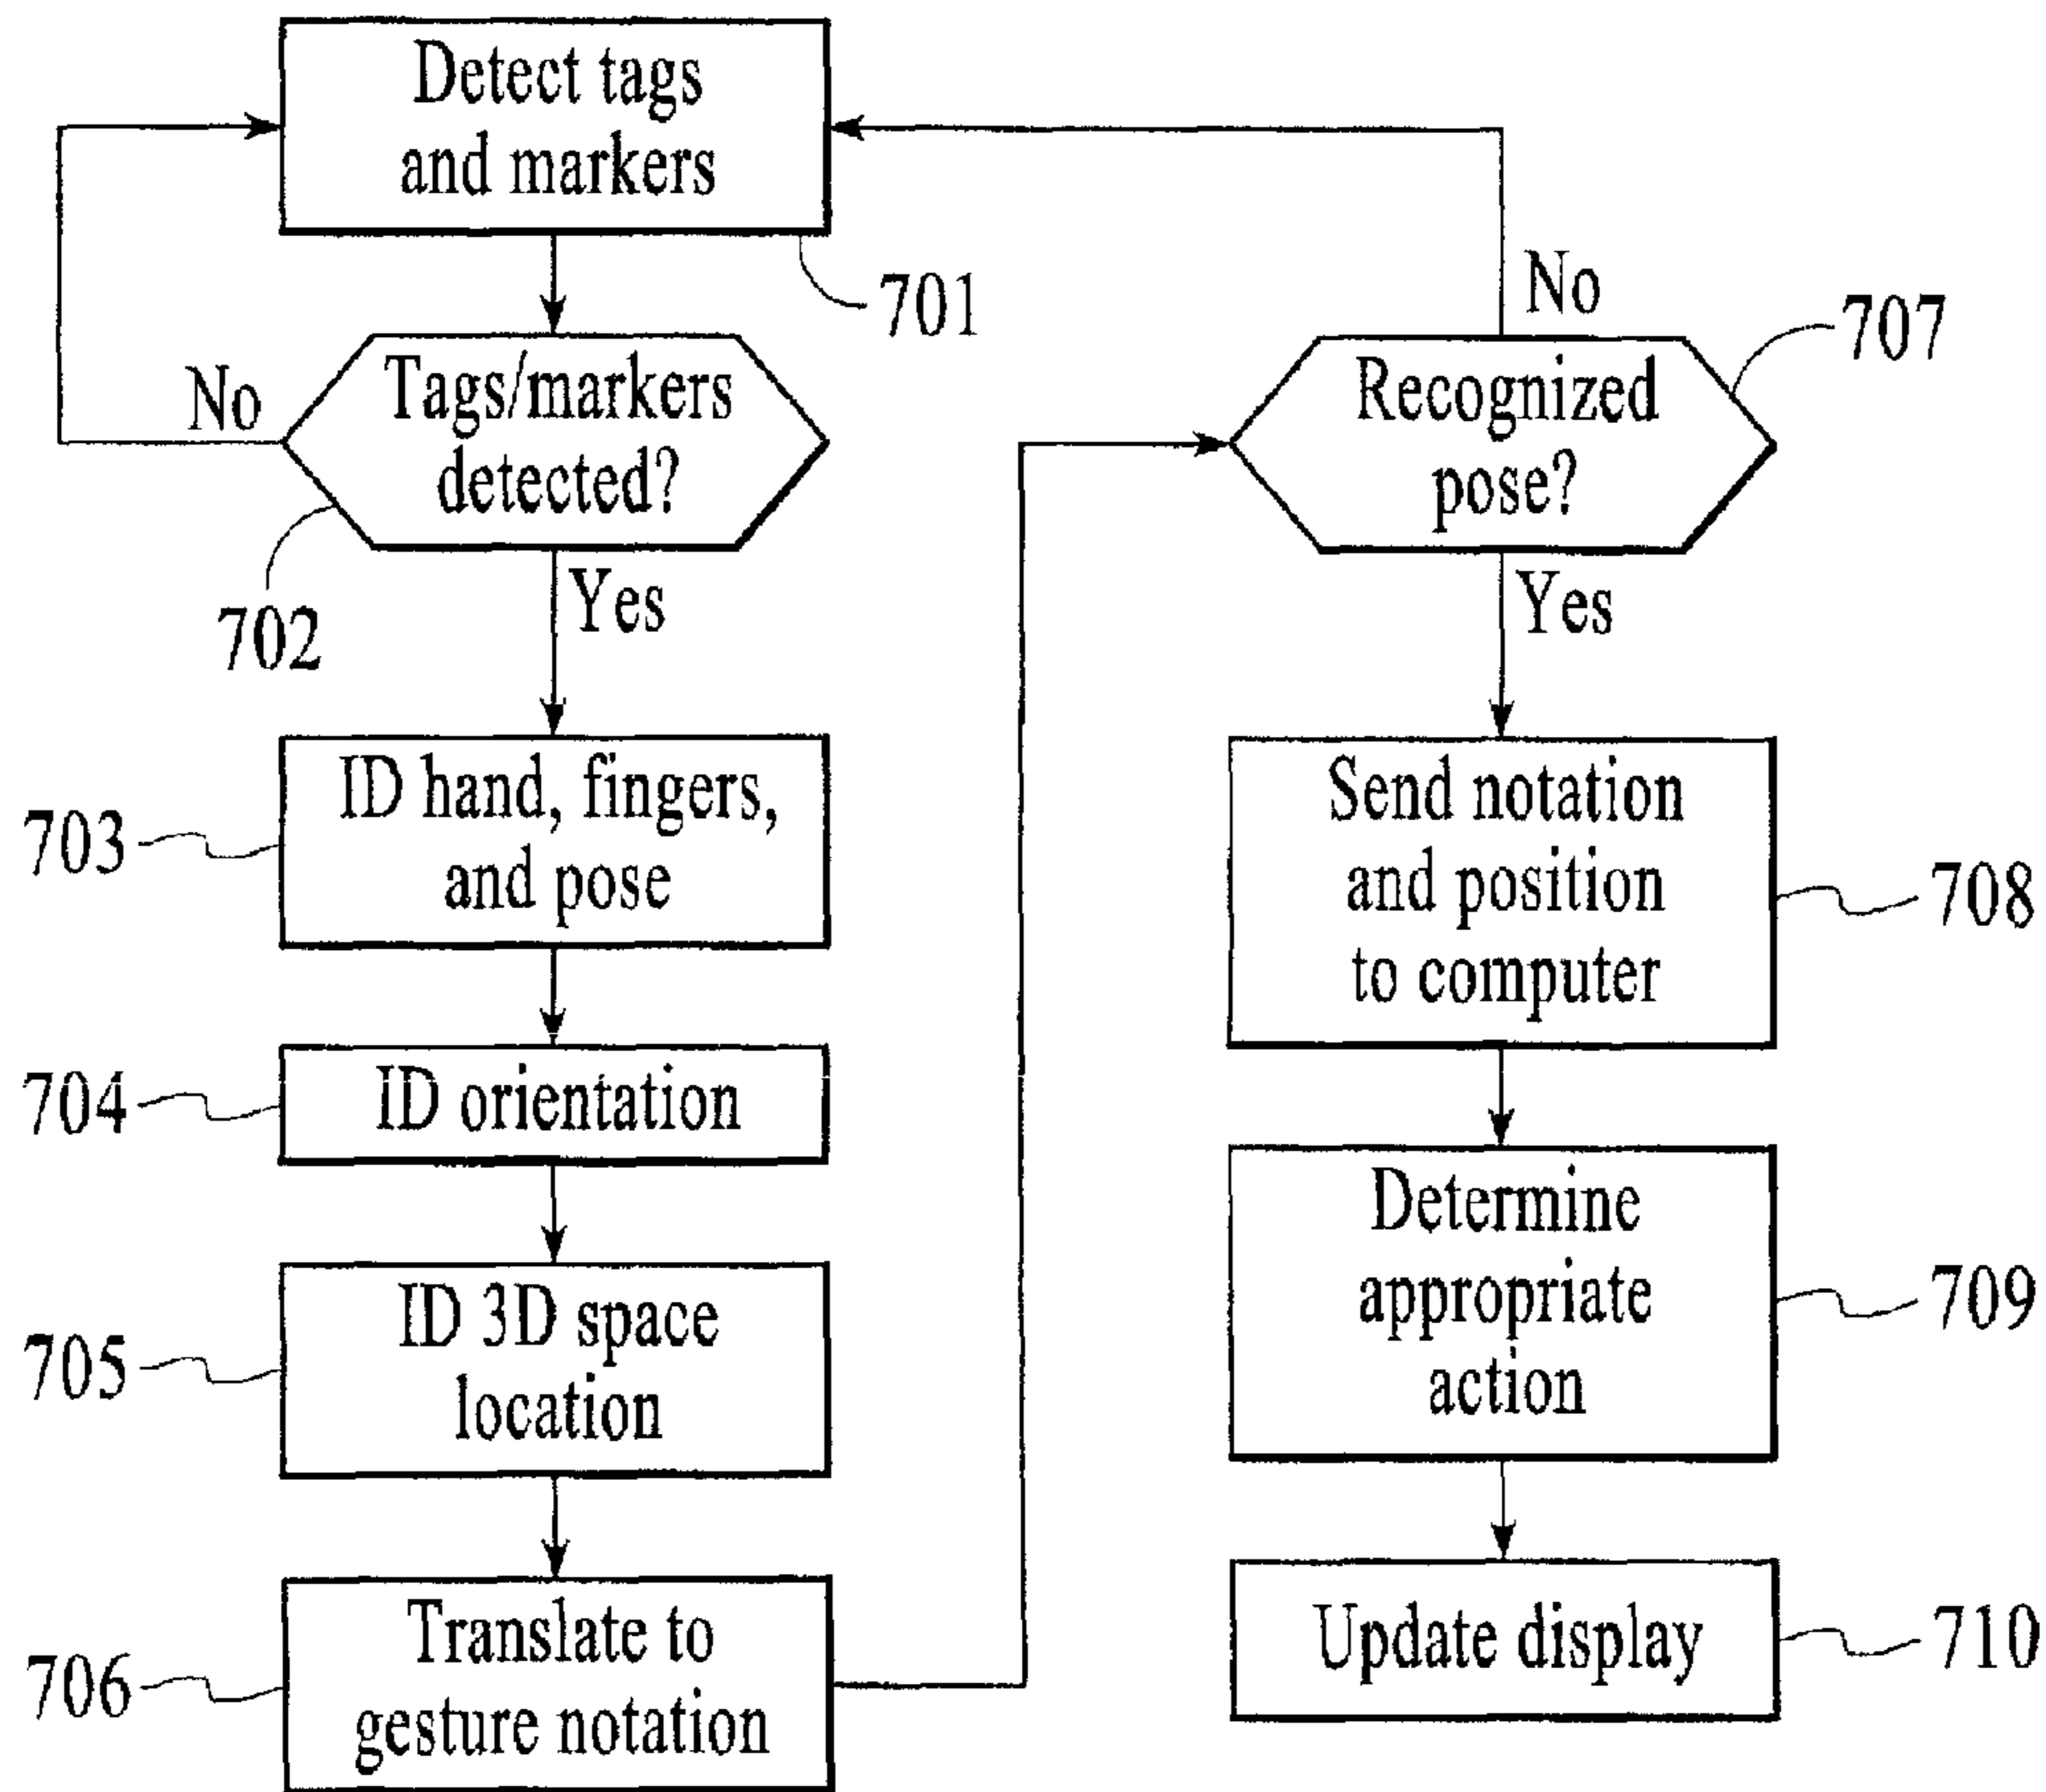 Detect tags
and markers
701
No
Tags/markers
detected?
702
Yes
703
ID hand, fingers,
and pose
704
ID orientation
705
ID 3D space
location
706
Translate to
gesture notation
No
707
Recognized
pose?
Yes
Send notation
and position
to computer
708
Determine
appropriate
action
709
Update display
710